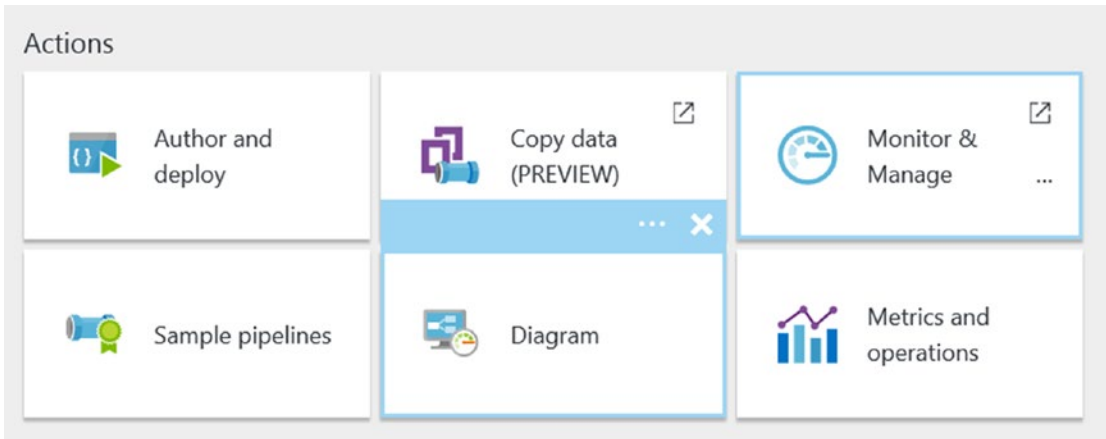 Actions
Author and
deploy
Copy data
(PREVIEW)
Monitor &
Manage
...
...
Sample pipelines
Diagram
Metrics and
operations